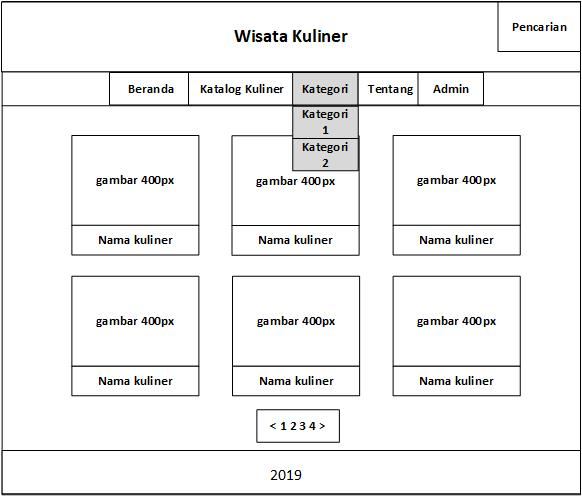 Pencarian
Wisata Kuliner
Beranda Katalog Kuliner Kategori Tentang Admin
Kategori
1
Kategori
2
gambar 400px gambar 400px gambar 400px
Nama kuliner Nama kuliner Nama kuliner
gambar 400px gambar 400px gambar 400px
Nama kuliner Nama kuliner Nama kuliner
< 1 2 3 4 >
2019